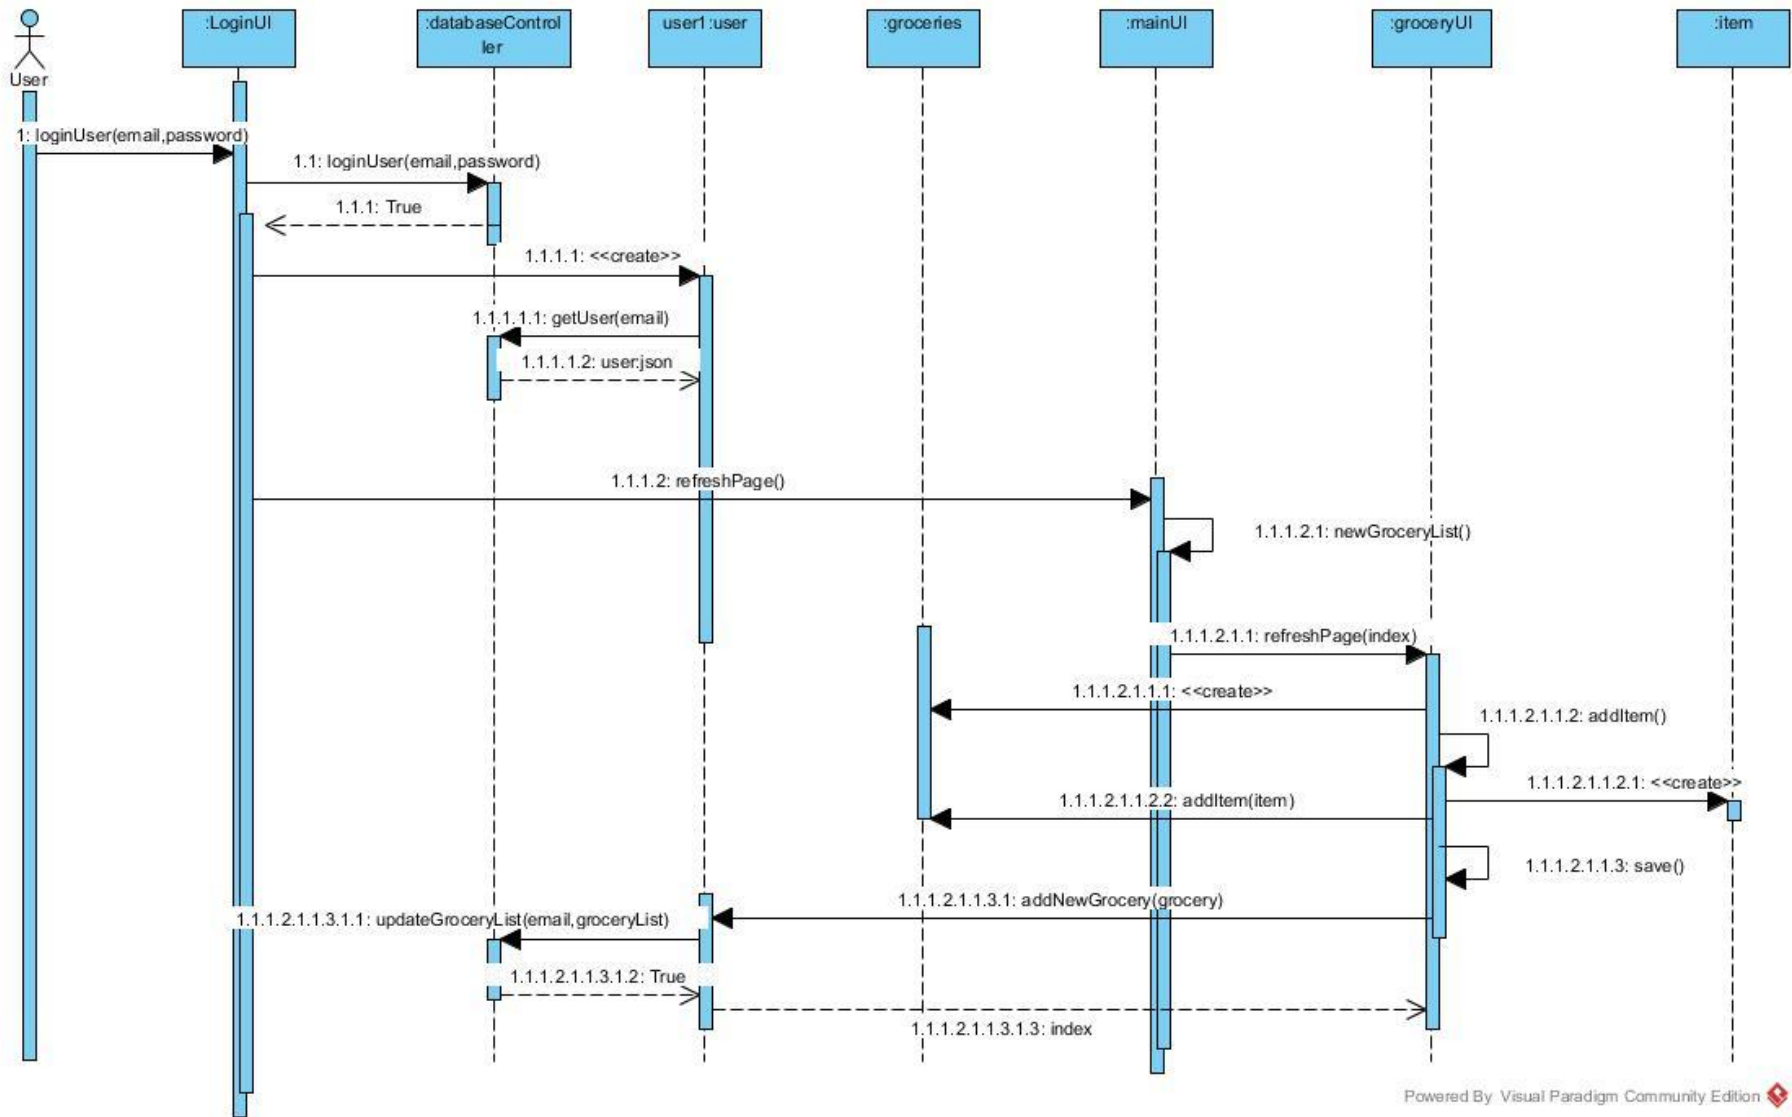 :LoginUI
:databaseControl
ler
user1:user
:groceries
:mainUI
:groceryUI
:item
User
1: loginUser(email,password)
1.1: loginUser(email,password)
1.1.1: True
1.1.1.1: <<create>>
1.1.1.1.1: getUser(email)
1.1.1.1.2: user:json
1.1.1.2: refreshPage()
1.1.1.2.1: newGroceryList()
1.1.1.2.1.1: refreshPage(index)
1.1.1.2.1.1.1: <<create>>
1.1.1.2.1.1.2: addItem()
1.1.1.2.1.1.2.1: <<create>>
1.1.1.2.1.1.2.2: addItem(item)
1.1.1.2.1.1.3: save()
1.1.1.2.1.1.3.1: addNewGrocery(grocery)
1.1.1.2.1.1.3.1.1: updateGroceryList(email,groceryList)
1.1.1.2.1.1.3.1.2: True
1.1.1.2.1.1.3.1.3: index
Powered By Visual Paradigm Community Edition